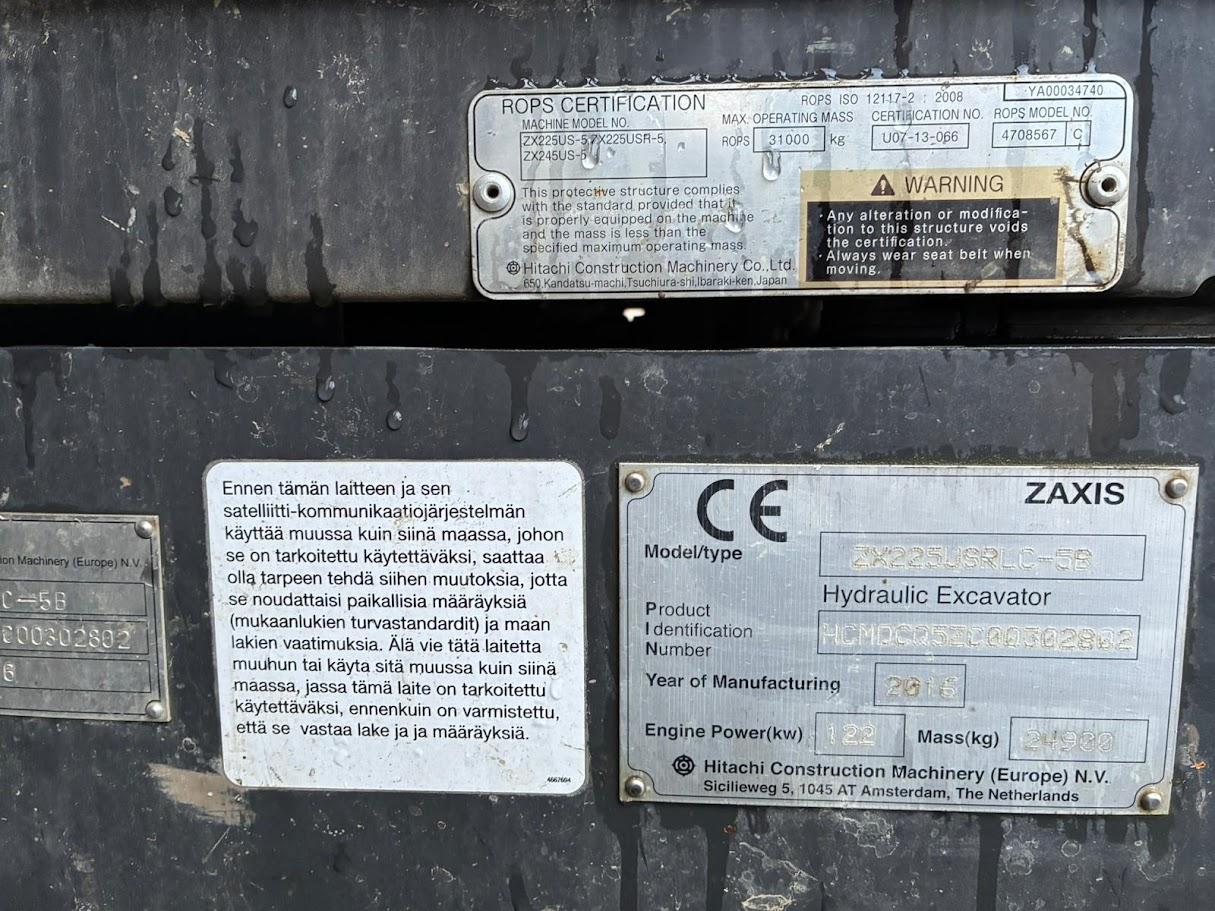 ROPS CERTIFICATION
ROPS ISO 12117-2 : 2008
YA00034740
MACHINE MODEL NO.
ZX225US-5,ZX225USR-5,
ZX245US-5
MAX. OPERATING MASS
ROPS 31000 kg
CERTIFICATION NO.
U07-13-066
ROPS MODEL NO.
4708567 C
This protective structure complies
with the standard provided that it
is properly equipped on the machine
and the mass is less than the
specified maximum operating mass.
Hitachi Construction Machinery Co.,Ltd.
650,Kandatsu-machi,Tsuchiura-shi,Ibaraki-ken,Japan
WARNING
· Any alteration or modifica-
tion to this structure voids
the certification.
· Always wear seat belt when
moving.
on Machinery (Europe) N.V.
C-5B
C00302802
6
Ennen tämän laitteen ja sen
satelliitti-kommunikaatiojärjestelmän
käyttää muussa kuin siinä maassa, johon
se on tarkoitettu käytettäväksi, saattaa
olla tarpeen tehdä siihen muutoksia, jotta
se noudattaisi paikallisia määräyksiä
(mukaanlukien turvastandardit) ja maan
lakien vaatimuksia. Älä vie tätä laitetta
muuhun tai käyta sitä muussa kuin siinä
maassa, jassa tämä laite on tarkoitettu
käytettäväksi, ennenkuin on varmistettu,
että se vastaa lake ja ja määräyksiä.
4667694
CE
ZAXIS
Model/type ZX225USRLC-5B
Hydraulic Excavator
Product
Identification
Number
HCMDCQ5EC00302802
Year of Manufacturing 2016
Engine Power(kw) 122 Mass(kg) 24900
Hitachi Construction Machinery (Europe) N.V.
Sicilieweg 5, 1045 AT Amsterdam, The Netherlands